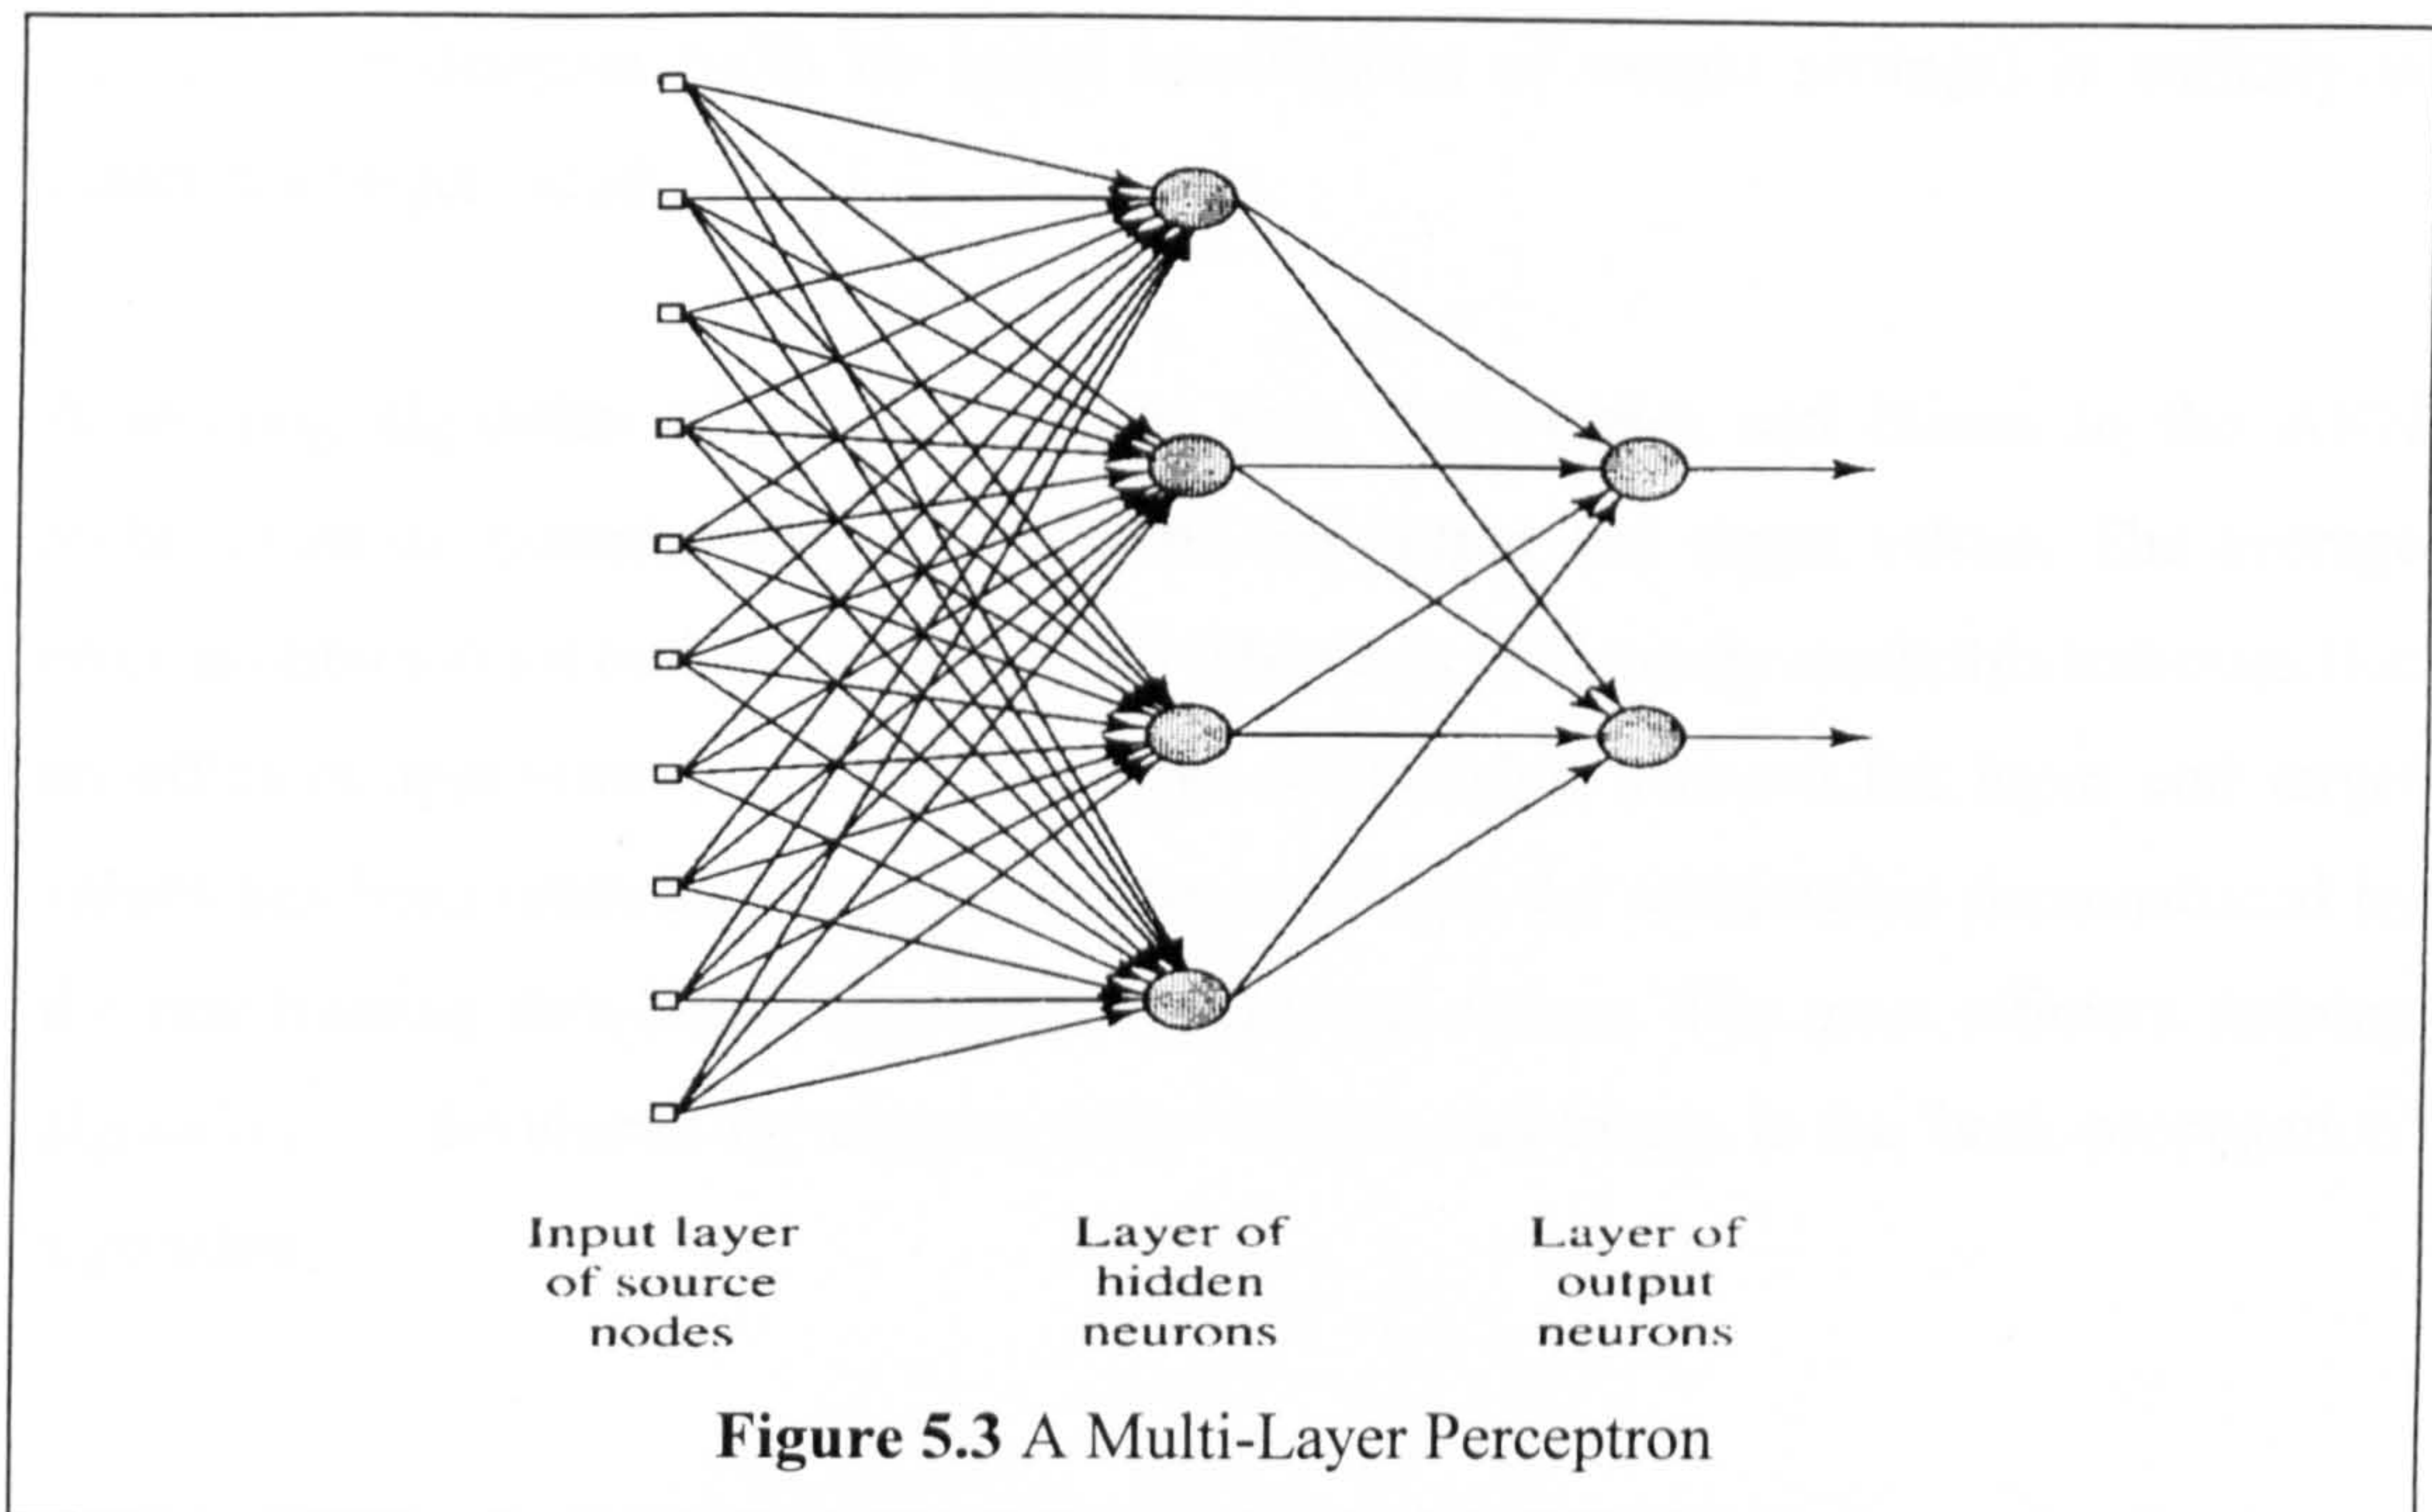 Input layer
of source
nodes
Layer of
hidden
neurons
Layer of
output
neurons
Figure 5.3 A Multi-Layer Perceptron